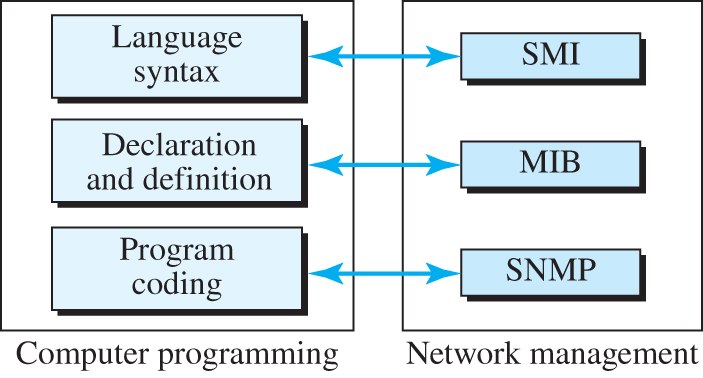 Language
syntax
SMI
Declaration
and definition
MIB
Program
coding
SNMP
Computer programming
Network management